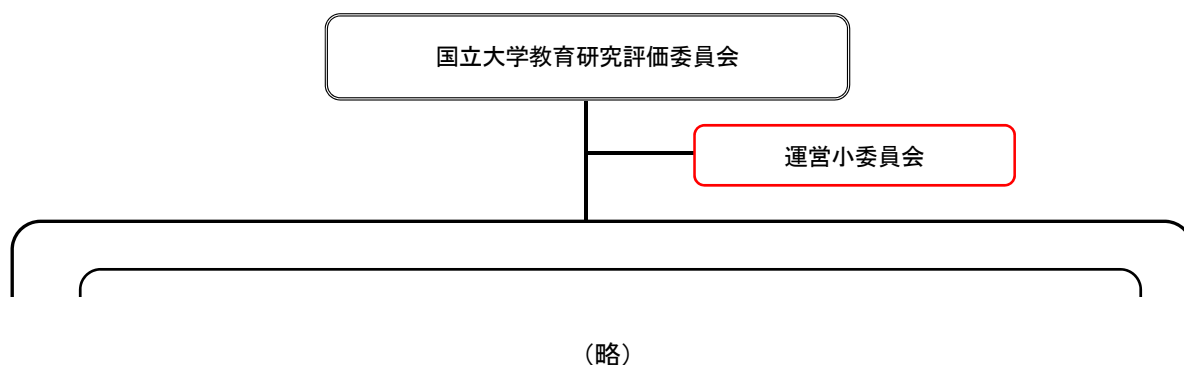 国立大学教育研究評価委員会
運営小委員会
（略）